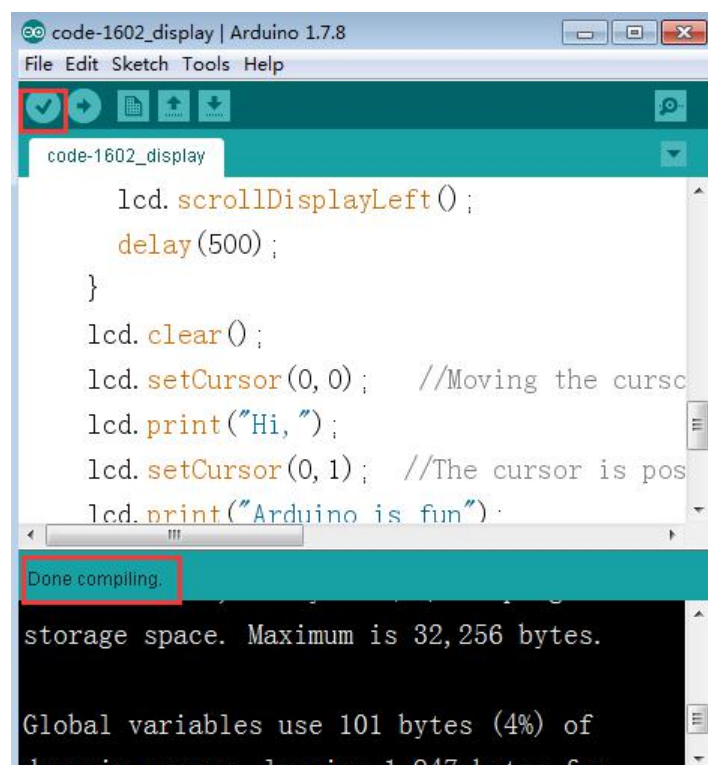 code-1602_display | Arduino 1.7.8
File Edit Sketch Tools Help
code-1602_display
lcd.scrollDisplayLeft();
delay(500);
}
lcd.clear();
lcd.setCursor(0,0); //Moving the curso
lcd.print("Hi,");
lcd.setCursor(0,1); //The cursor is pos
lcd.print("Arduino is fun");
Done compiling.
storage space. Maximum is 32,256 bytes.
Global variables use 101 bytes (4%) of